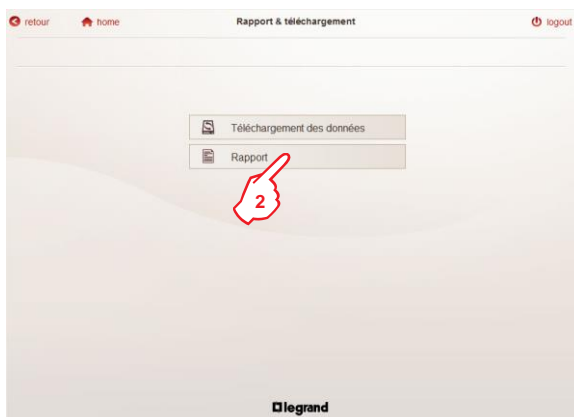 retour
home
Rapport & téléchargement
logout
Téléchargement des données
Rapport
2
legrand